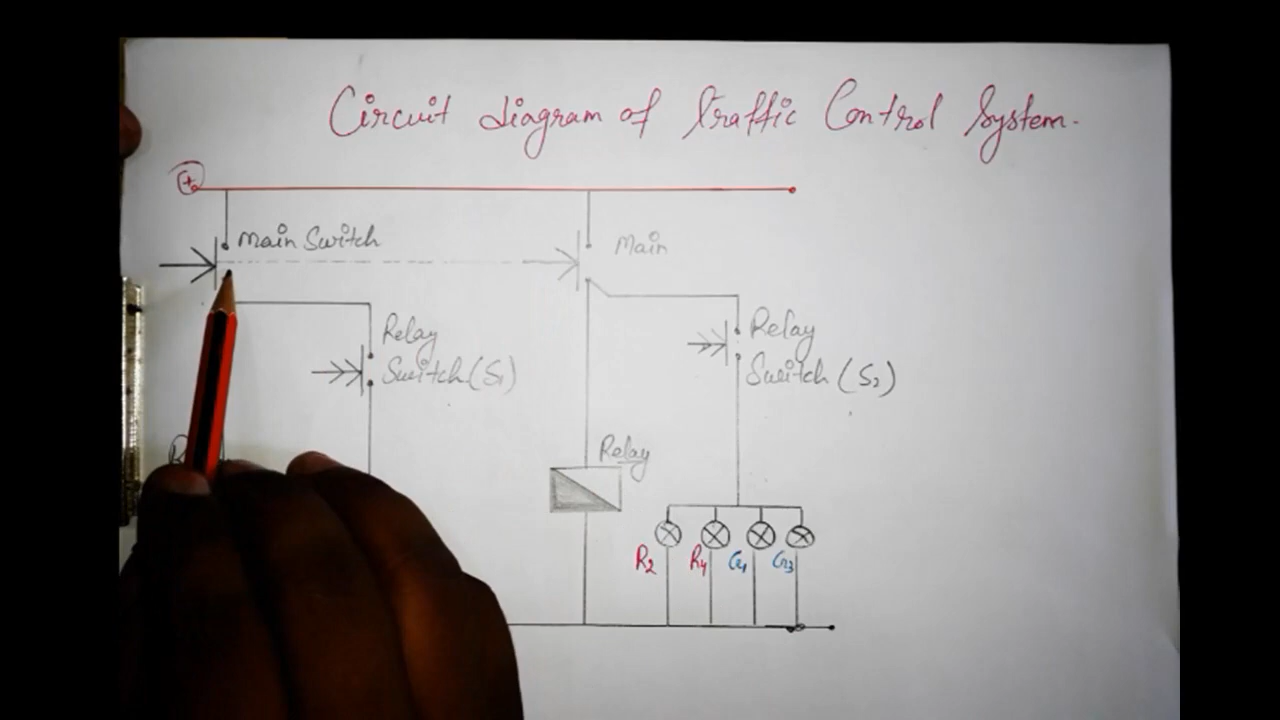 Circuit diagram of traffic Control System.
+
Main Switch
Main
Relay
Switch (S1)
Relay
Switch (S2)
Relay
R2 R4 G1 G3